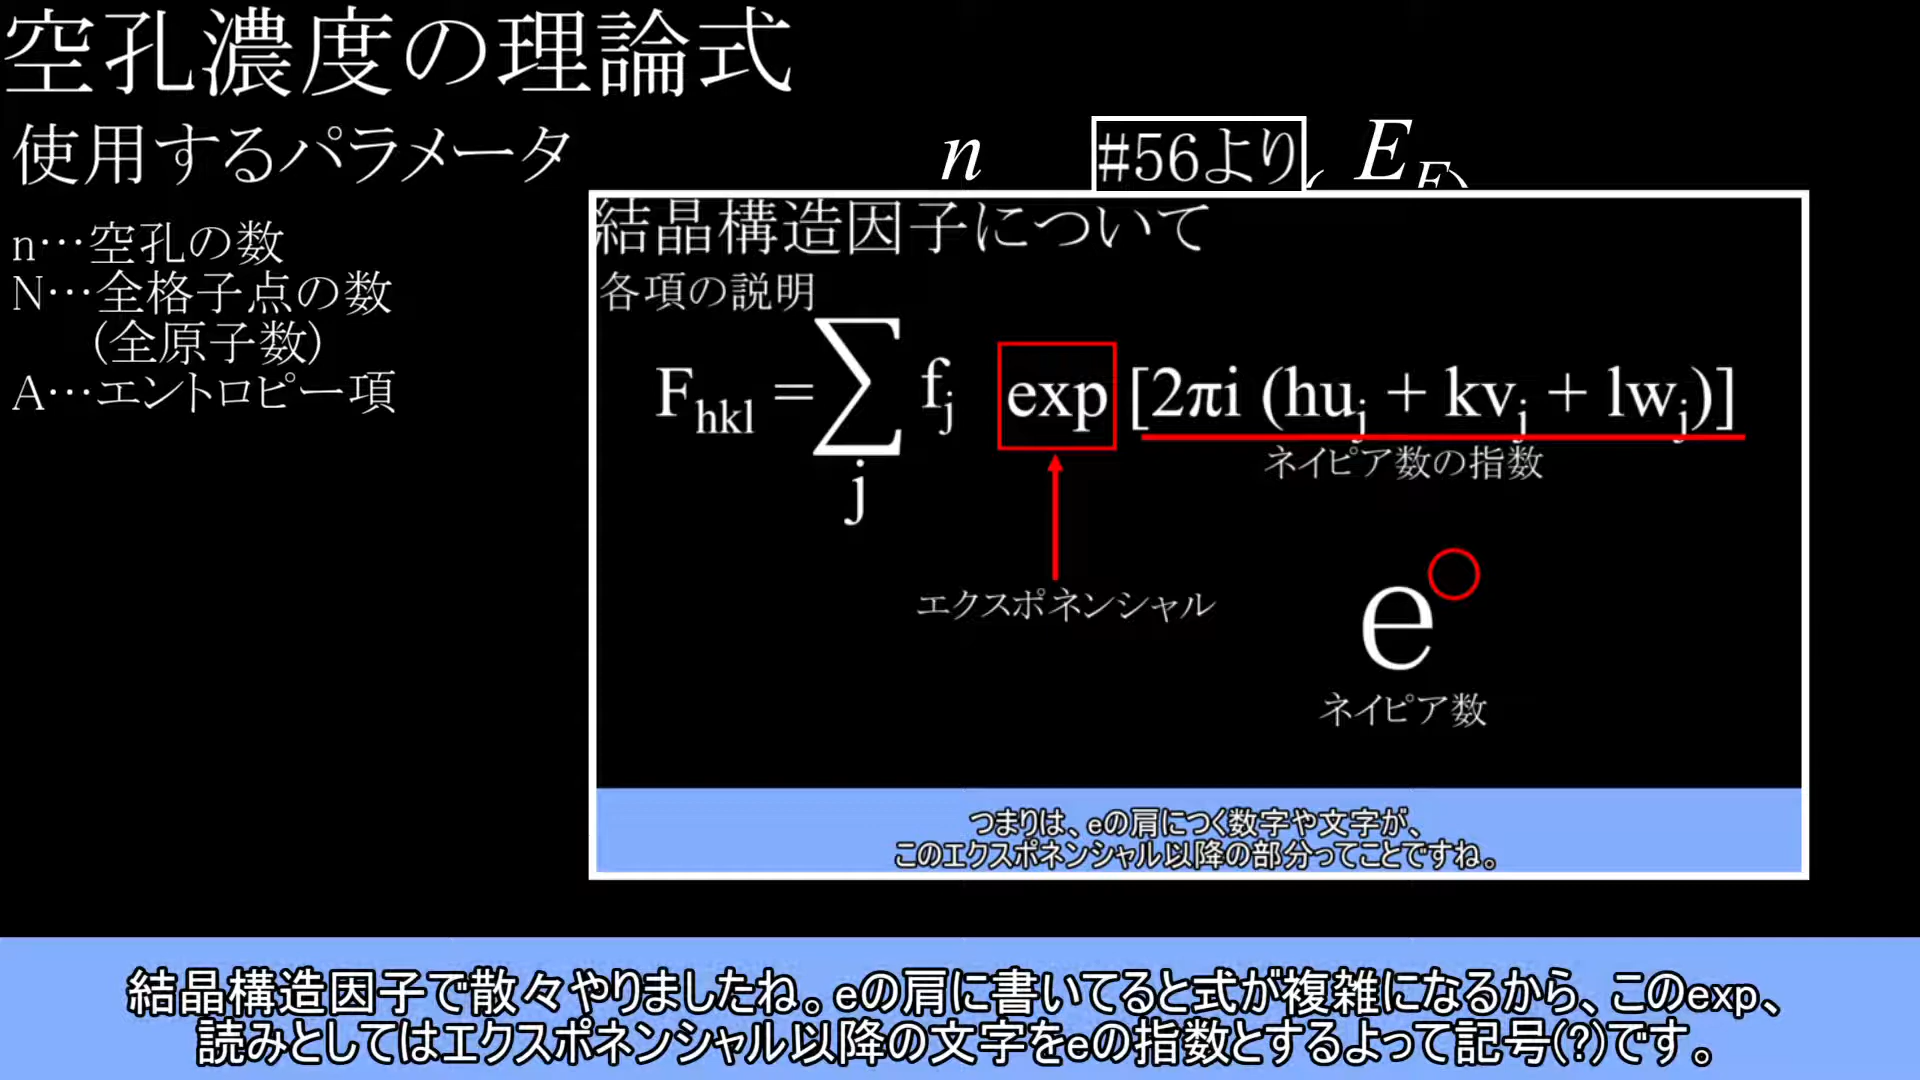 空孔濃度の理論式
使用するパラメータ
n…空孔の数
N…全格子点の数
(全原子数)
A…エントロピー項
n
#56より
E_F)
結晶構造因子について
各項の説明
F_hkl = Σ_j f_j exp [2πi (hu_j + kv_j + lw_j)]
ネイピア数の指数
エクスポネンシャル
e
ネイピア数
つまりは、eの肩につく数字や文字が、
このエクスポネンシャル以降の部分ってことですね。
結晶構造因子で散々やりましたね。eの肩に書いてると式が複雑になるから、このexp、
読みとしてはエクスポネンシャル以降の文字をeの指数とするよって記号(?)です。